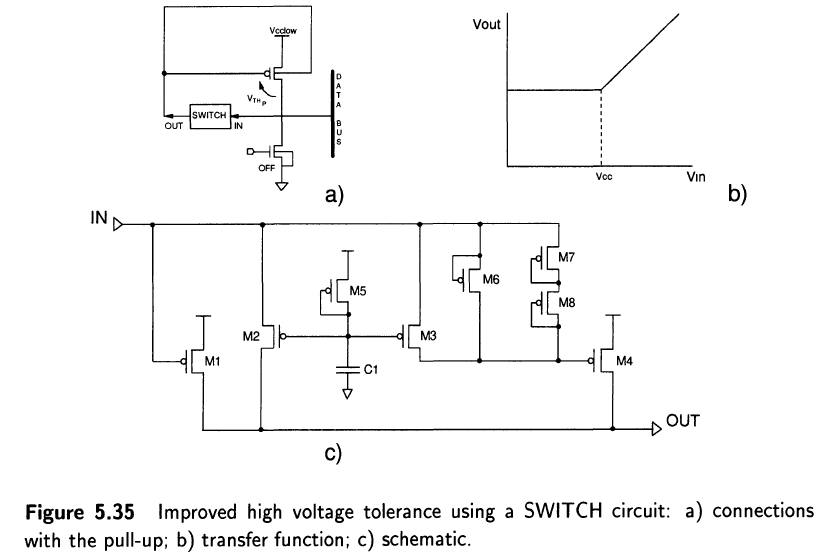 Vcclow
VTHP
DATA BUS
SWITCH
OUT
IN
OFF
a)
Vout
Vcc
Vin
b)
IN
M5
M7
M6
M8
M1
M2
M3
M4
C1
OUT
c)
Figure 5.35 Improved high voltage tolerance using a SWITCH circuit: a) connections
with the pull-up; b) transfer function; c) schematic.